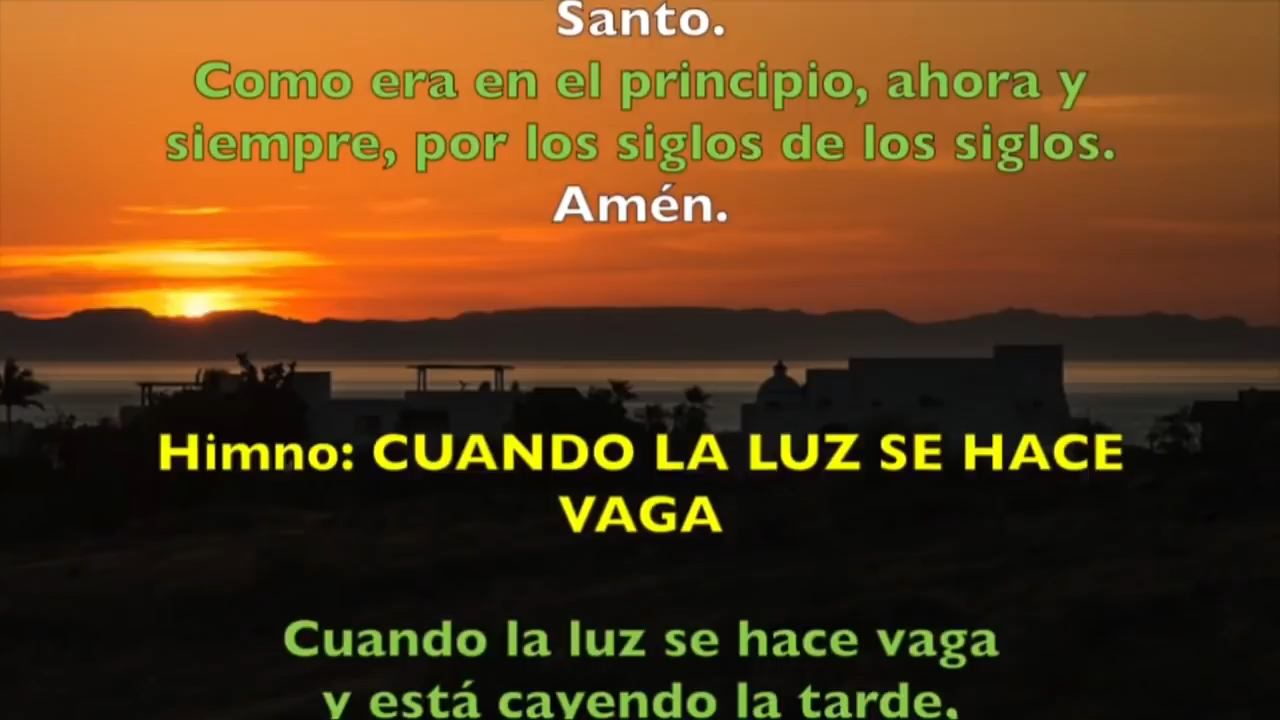 Santo.
Como era en el principio, ahora y
siempre, por los siglos de los siglos.
Amén.
Himno: CUANDO LA LUZ SE HACE
VAGA
Cuando la luz se hace vaga
y está cayendo la tarde,